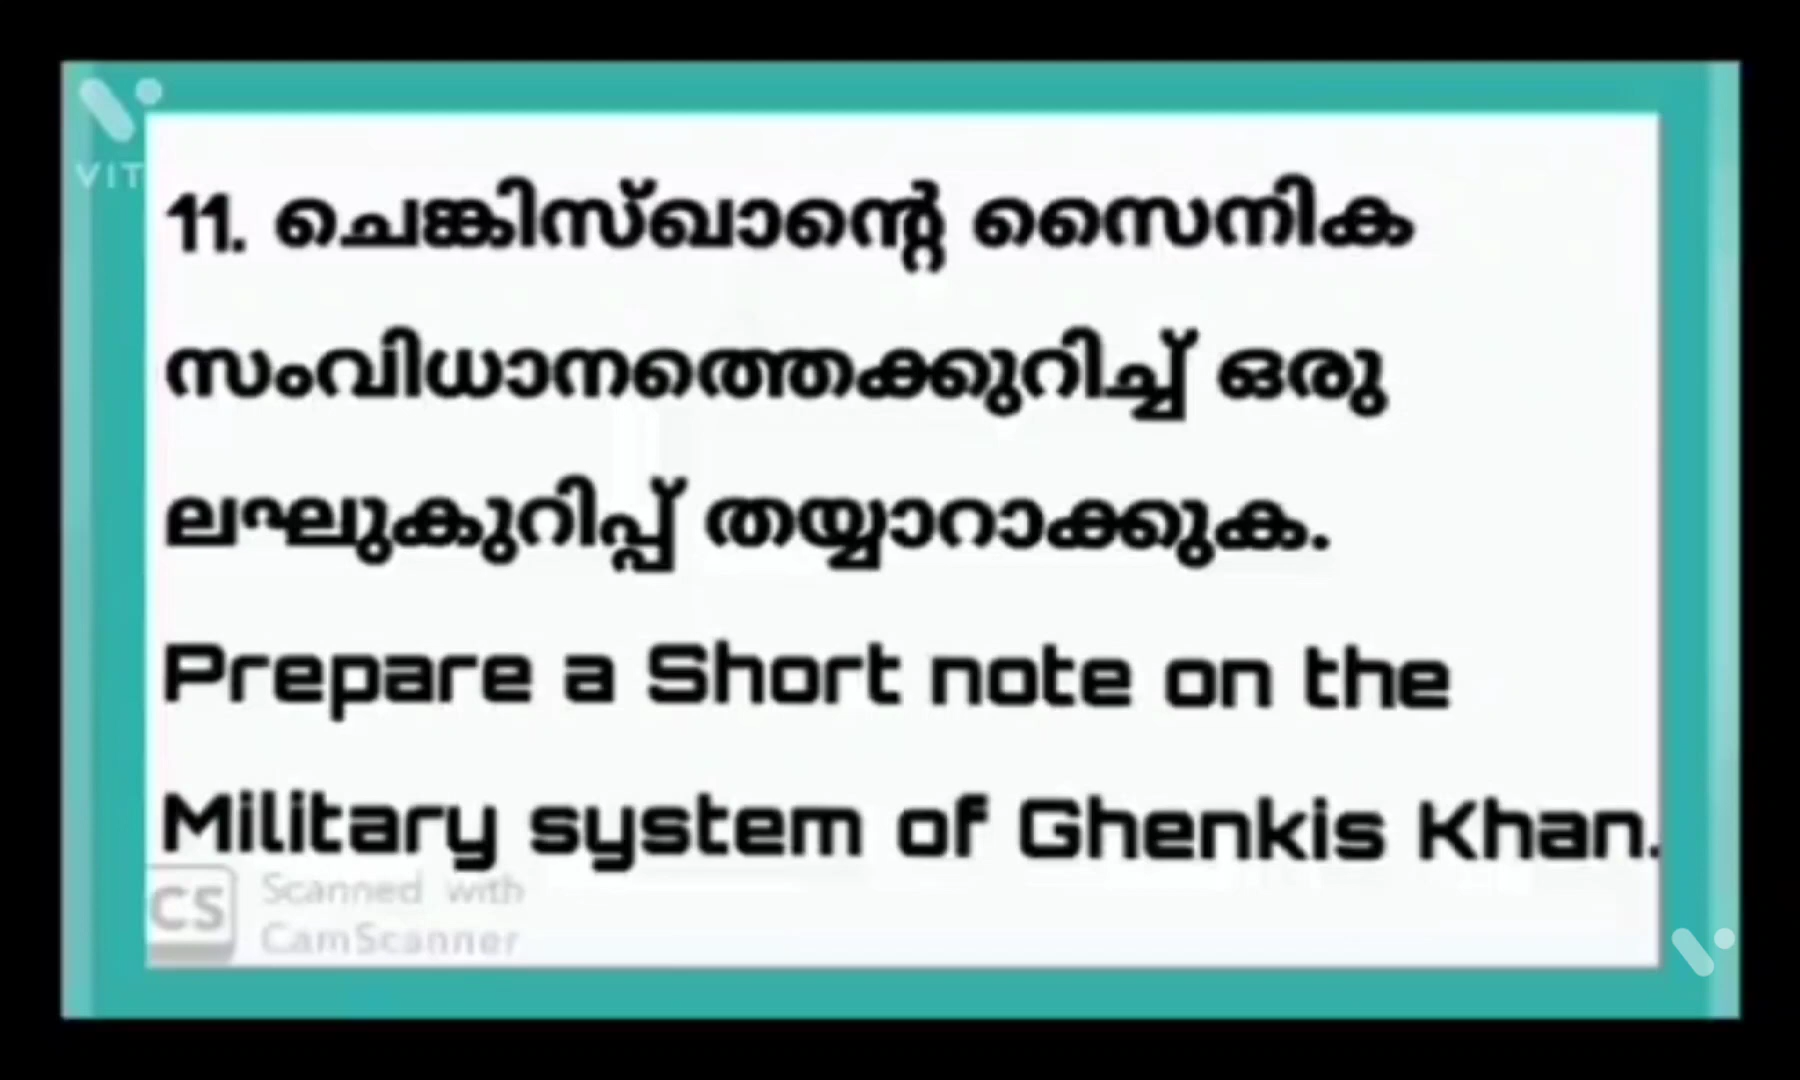 VIT
11. ചെങ്കിസ്ഖാന്റെ സൈനിക
സംവിധാനത്തെക്കുറിച്ച് ഒരു
ലഘുകുറിപ്പ് തയ്യാറാക്കുക.
Prepare a Short note on the
Military system of Ghenkis Khan.
CS Scanned with
CamScanner